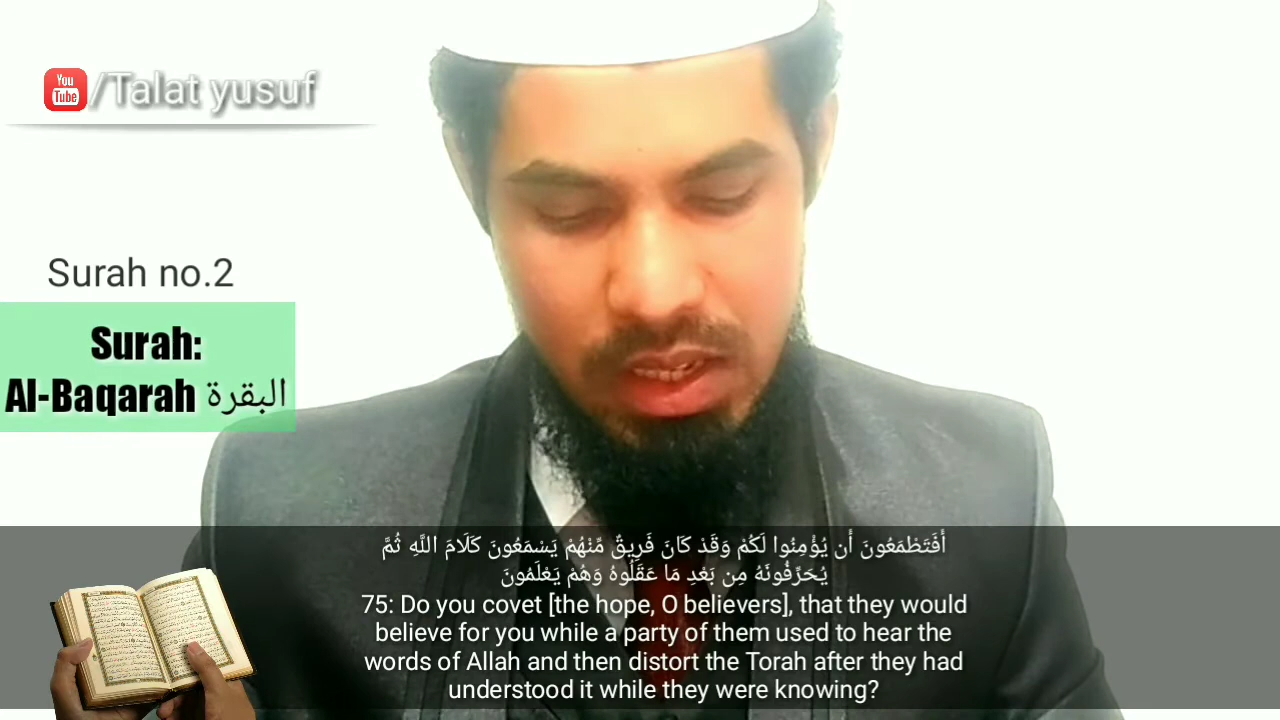 You
Tube
/Talat yusuf
Surah no.2
Surah:
Al-Baqarah البقرة
أَفَتَطْمَعُونَ أَن يُؤْمِنُوا لَكُمْ وَقَدْ كَانَ فَرِيقٌ مِّنْهُمْ يَسْمَعُونَ كَلَامَ اللَّهِ ثُمَّ
يُحَرِّفُونَهُ مِن بَعْدِ مَا عَقَلُوهُ وَهُمْ يَعْلَمُونَ
75: Do you covet [the hope, O believers], that they would
believe for you while a party of them used to hear the
words of Allah and then distort the Torah after they had
understood it while they were knowing?